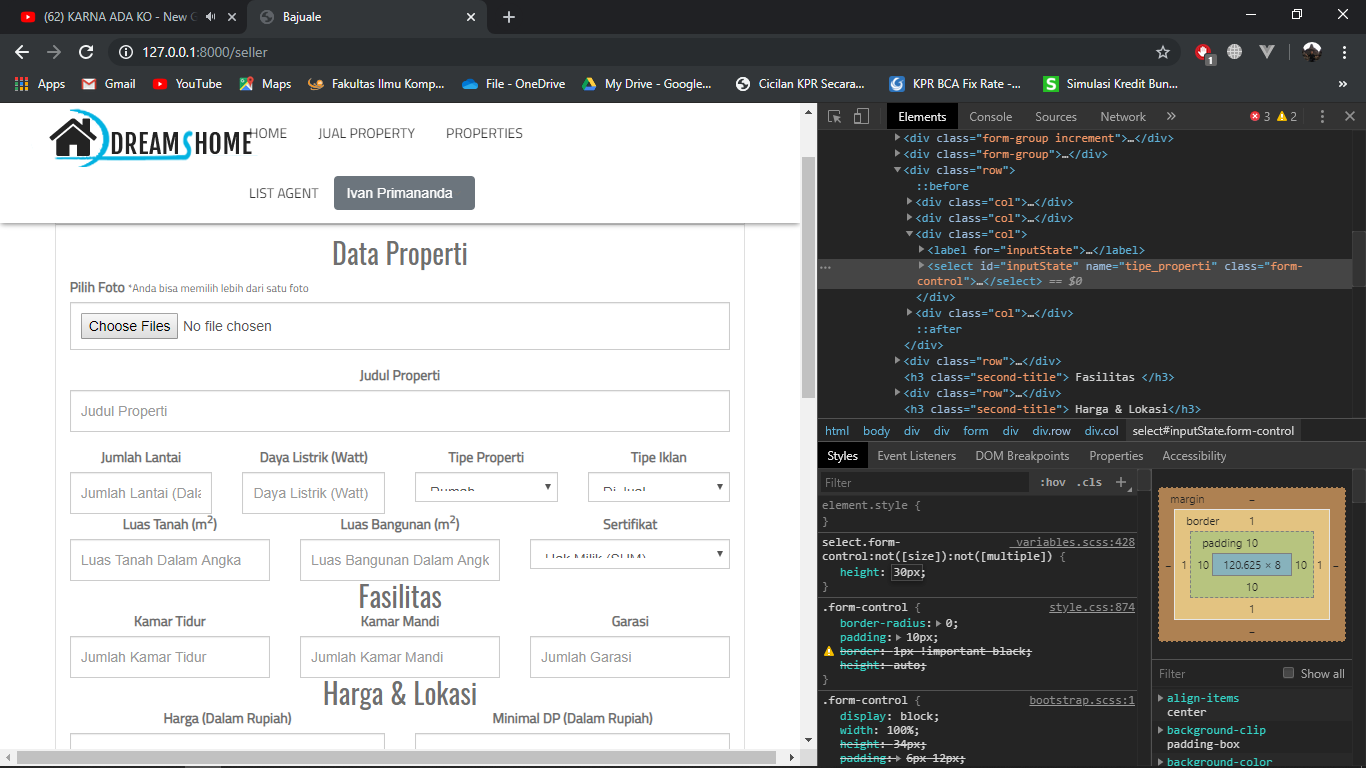 (62) KARNA ADA KO - New
Bajuale
127.0.0.1:8000/seller
1
Apps
Gmail
YouTube
Maps
Fakultas Ilmu Komp...
File - OneDrive
My Drive - Google...
Cicilan KPR Secara...
KPR BCA Fix Rate -...
Simulasi Kredit Bun...
»
DREAMSHOME
HOME
JUAL PROPERTY
PROPERTIES
LIST AGENT
Ivan Primananda
Data Properti
Pilih Foto *Anda bisa memilih lebih dari satu foto
Choose Files No file chosen
Judul Properti
Judul Properti
Jumlah Lantai
Daya Listrik (Watt)
Tipe Properti
Tipe Iklan
Jumlah Lantai (Dala
Daya Listrik (Watt)
Rumah
Di Jual
Luas Tanah (m2)
Luas Bangunan (m2)
Sertifikat
Luas Tanah Dalam Angka
Luas Bangunan Dalam Angk
Hak Milik (SHM)
Fasilitas
Kamar Tidur
Kamar Mandi
Garasi
Jumlah Kamar Tidur
Jumlah Kamar Mandi
Jumlah Garasi
Harga & Lokasi
Harga (Dalam Rupiah)
Minimal DP (Dalam Rupiah)
Elements
Console
Sources
Network
»
3
2
<div class="form-group increment">…</div>
<div class="form-group">…</div>
<div class="row">
::before
<div class="col">…</div>
<div class="col">…</div>
<div class="col">
<label for="inputState">…</label>
<select id="inputState" name="tipe_properti" class="form-
control">…</select> == $0
</div>
<div class="col">…</div>
::after
</div>
<div class="row">…</div>
<h3 class="second-title"> Fasilitas </h3>
<div class="row">…</div>
<h3 class="second-title"> Harga & Lokasi</h3>
html
body
div
div
form
div
div.row
div.col
select#inputState.form-control
Styles
Event Listeners
DOM Breakpoints
Properties
Accessibility
Filter
:hov .cls +
element.style {
}
select.form-
_variables.scss:428
control:not([size]):not([multiple]) {
height: 30px;
}
.form-control {
style.css:874
border-radius: 0;
padding: 10px;
border: 1px !important black;
height: auto;
}
.form-control {
bootstrap.scss:1
display: block;
width: 100%;
height: 34px;
padding: 6px 12px;
margin –
border 1
padding 10
– 1 10 120.625 × 8 10 1 –
10
1
–
Filter
Show all
align-items
center
background-clip
padding-box
background-color